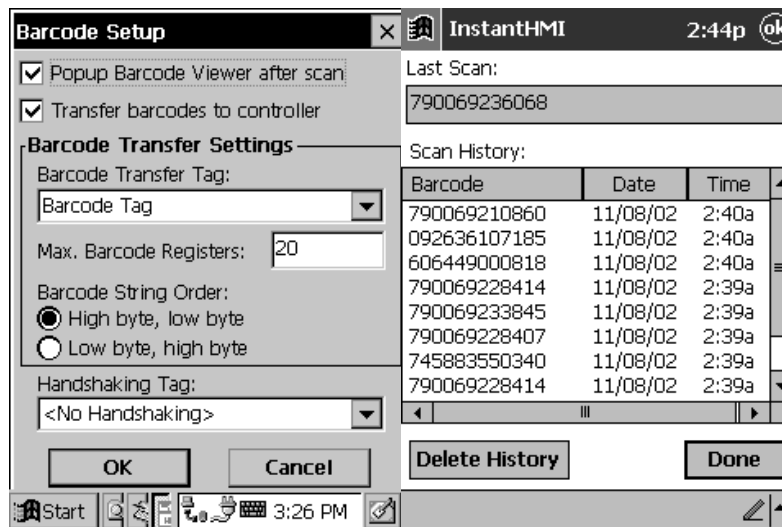 Barcode Setup
Popup Barcode Viewer after scan
Transfer barcodes to controller
Barcode Transfer Settings
Barcode Transfer Tag:
Barcode Tag
Max. Barcode Registers: 20
Barcode String Order:
High byte, low byte
Low byte, high byte
Handshaking Tag:
<No Handshaking>
OK Cancel
Start 3:26 PM
InstantHMI 2:44p ok
Last Scan:
790069236068
Scan History:
Barcode Date Time
790069210860 11/08/02 2:40a
092636107185 11/08/02 2:40a
606449000818 11/08/02 2:40a
790069228414 11/08/02 2:39a
790069233845 11/08/02 2:39a
790069228407 11/08/02 2:39a
745883550340 11/08/02 2:39a
790069228414 11/08/02 2:39a
Delete History Done